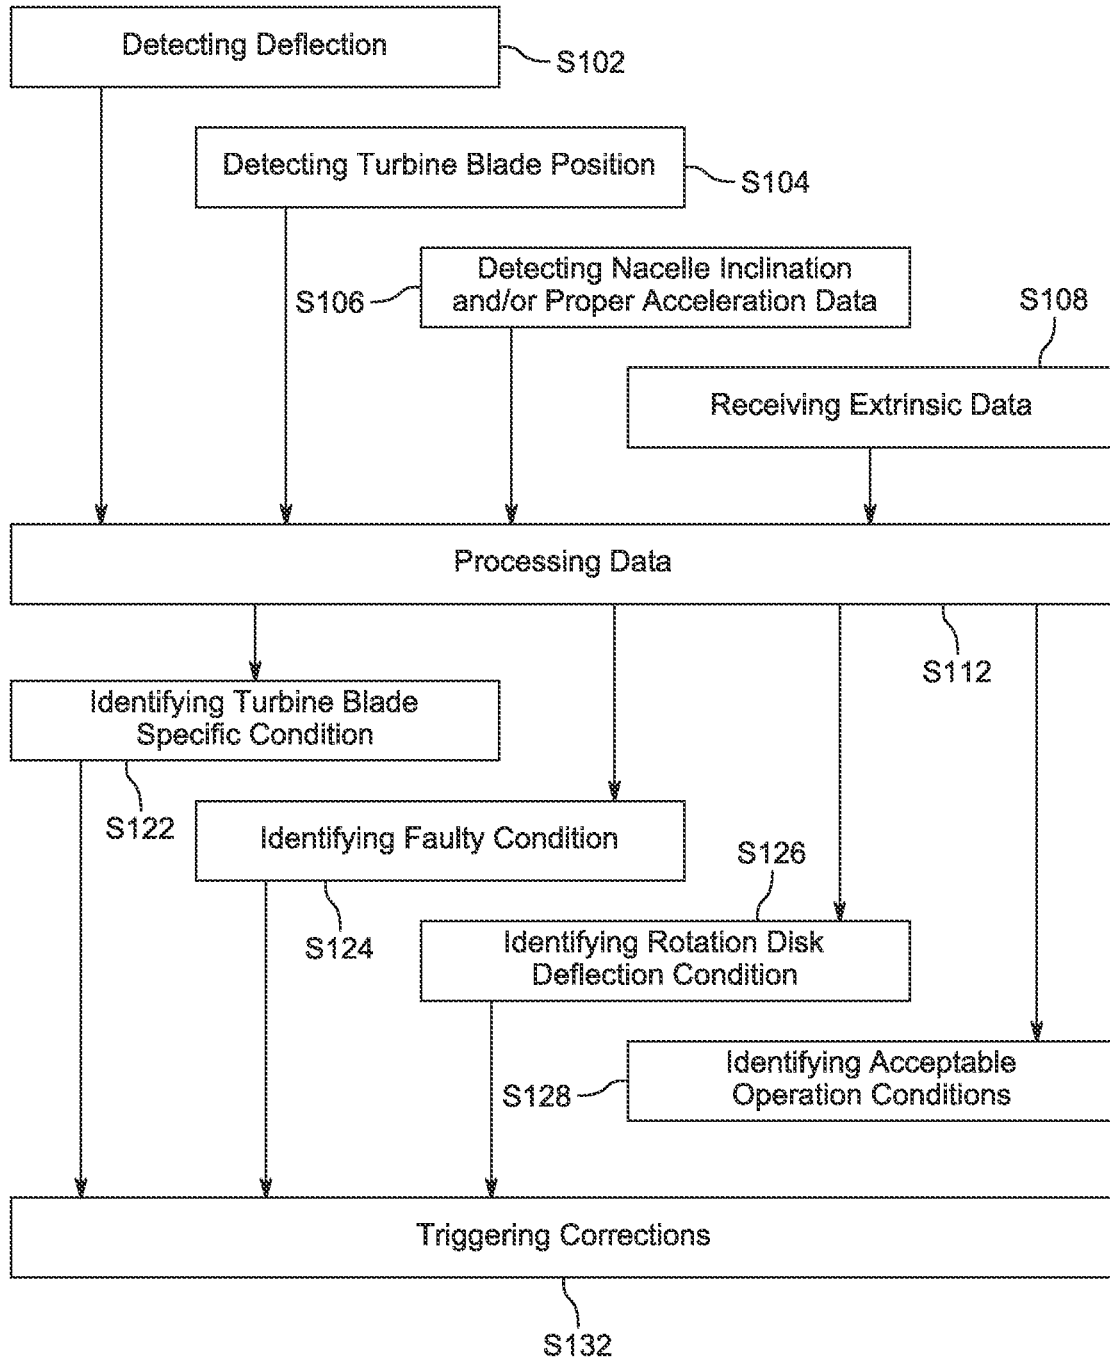 Detecting Deflection
S102
Detecting Turbine Blade Position
S104
Detecting Nacelle Inclination
and/or Proper Acceleration Data
S106
S108
Receiving Extrinsic Data
Processing Data
S112
Identifying Turbine Blade
Specific Condition
S122
Identifying Faulty Condition
S124
S126
Identifying Rotation Disk
Deflection Condition
Identifying Acceptable
Operation Conditions
S128
Triggering Corrections
S132